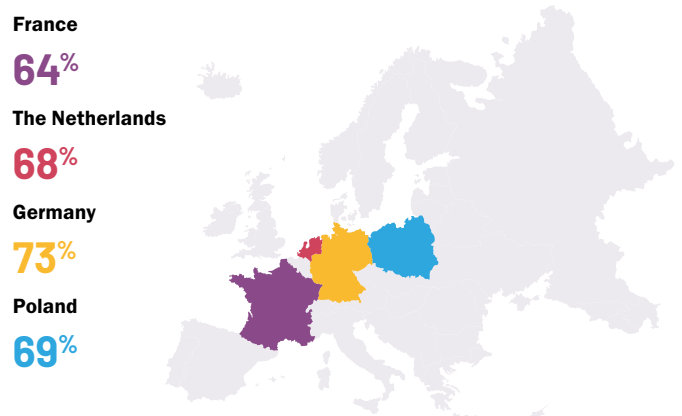 France
64%
The Netherlands
68%
Germany
73%
Poland
69%